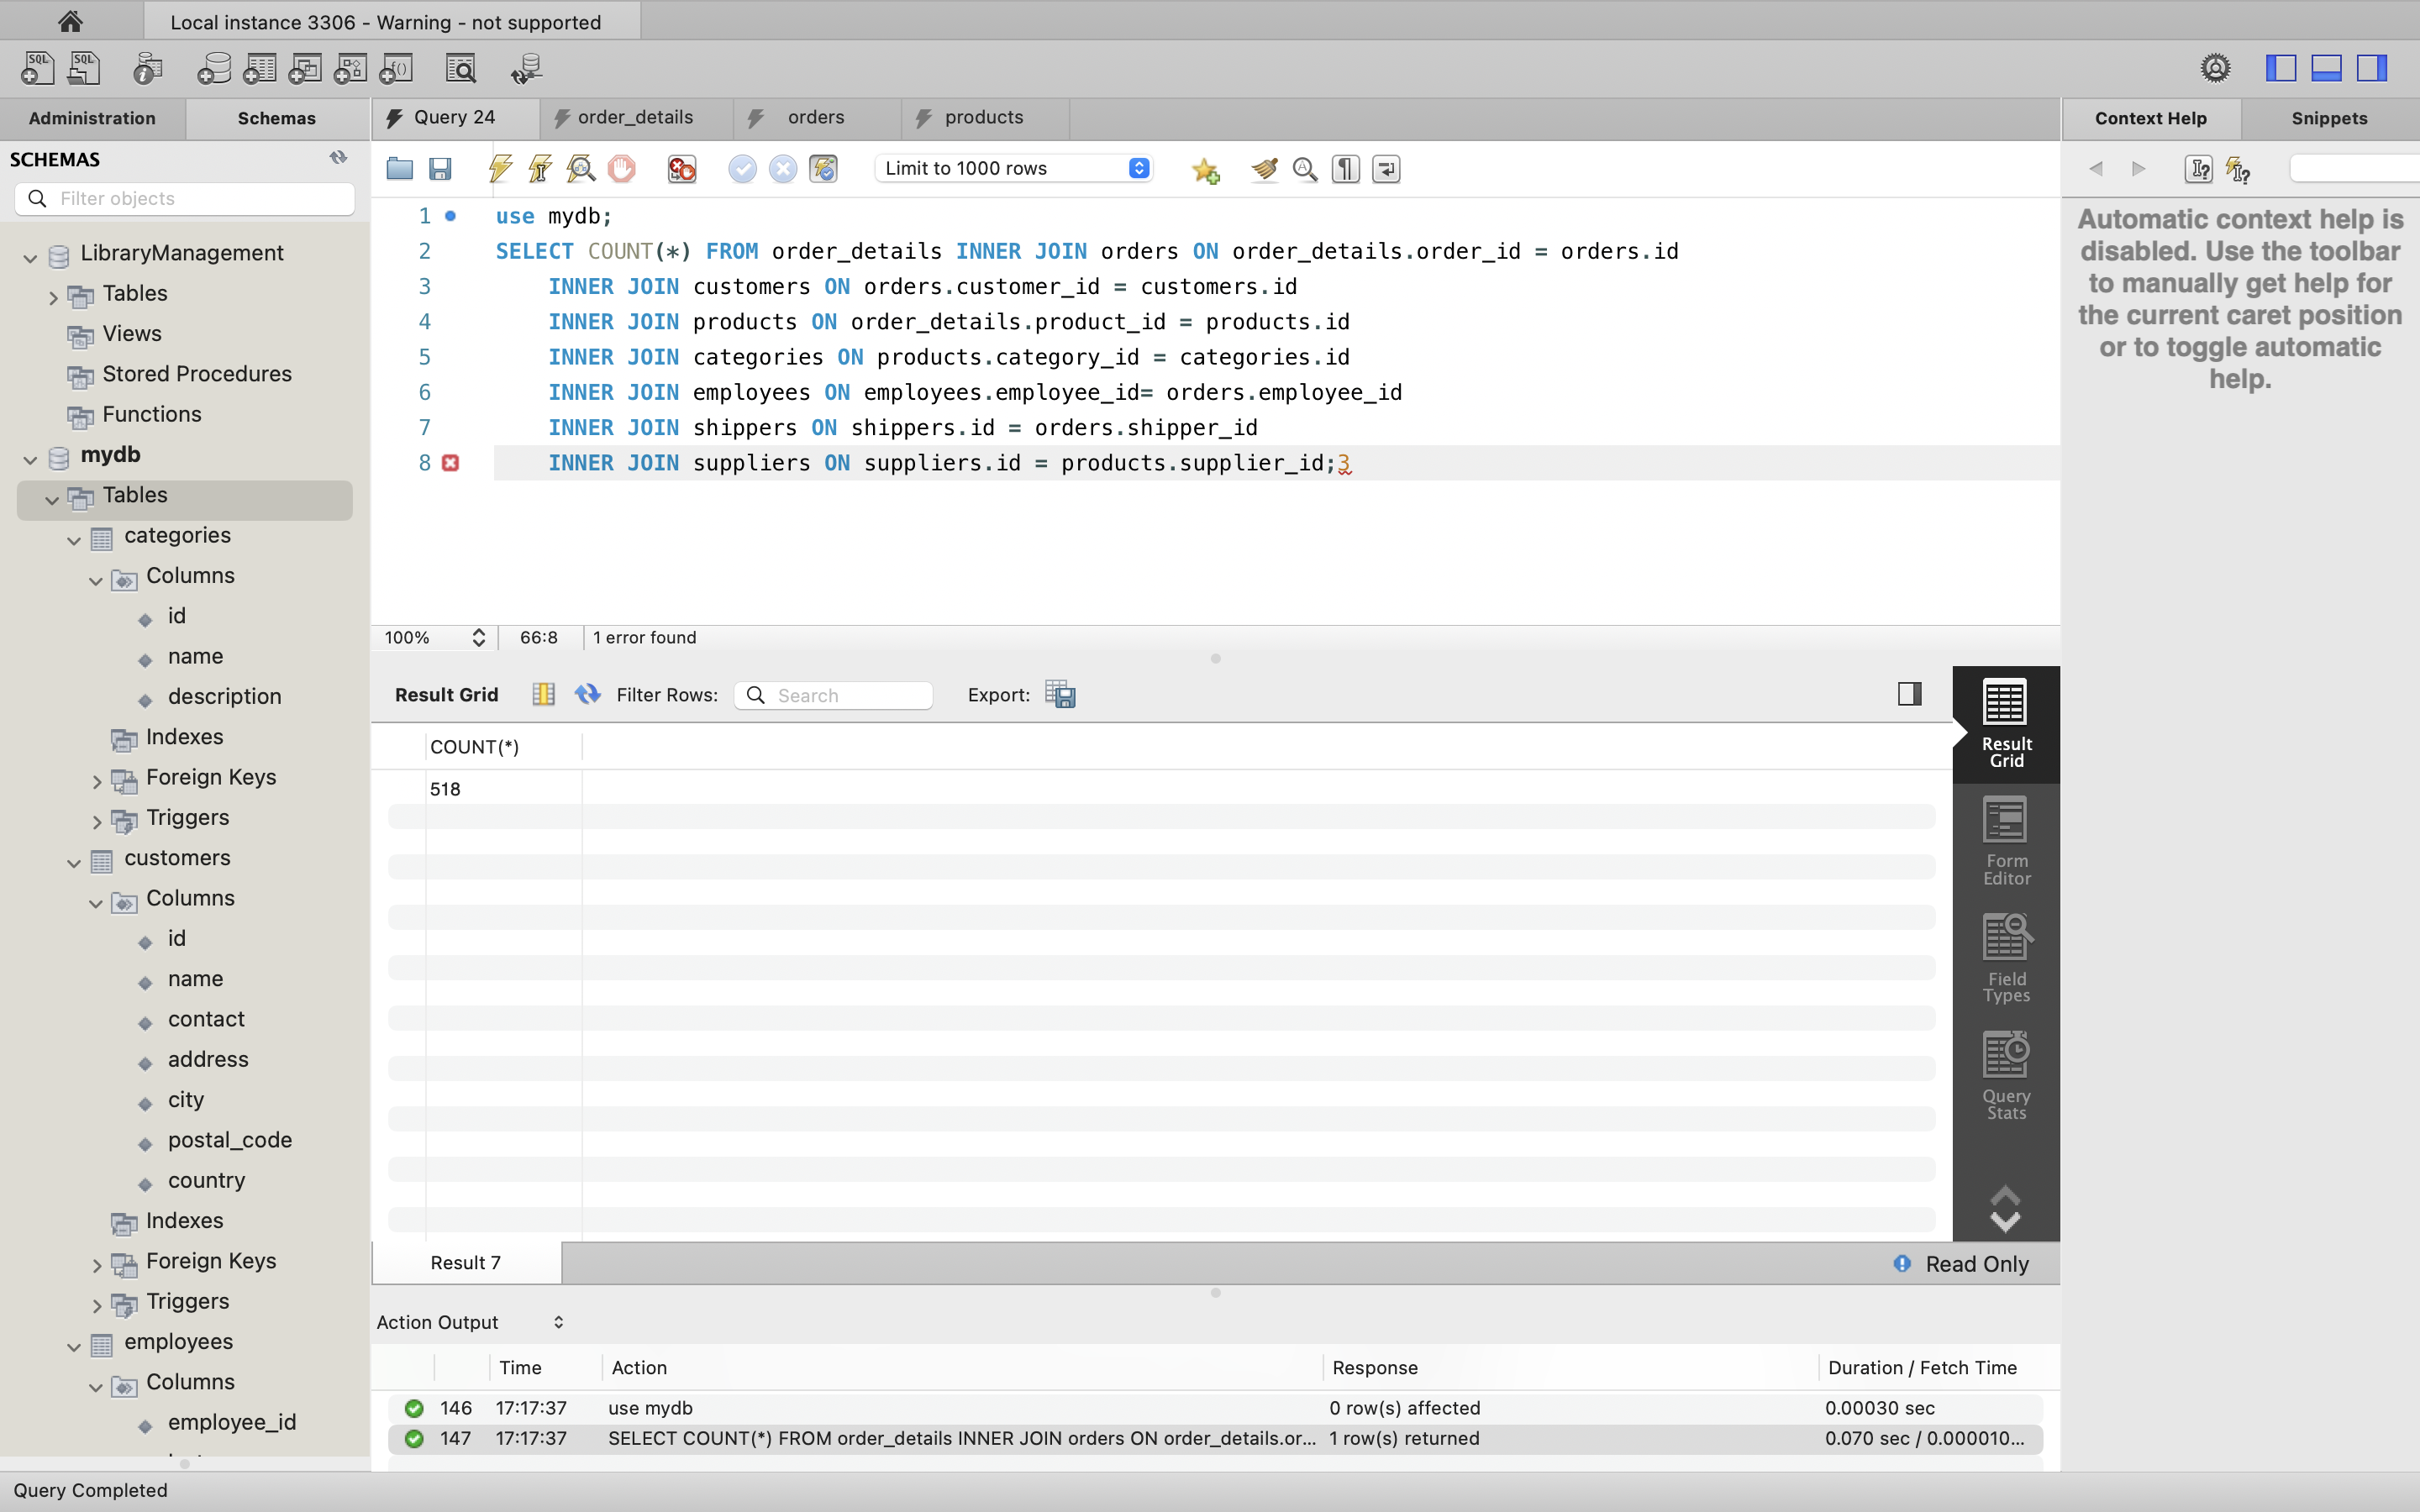 Local instance 3306 - Warning - not supported
SQL SQL
Administration Schemas
Query 24 order_details orders products
Context Help Snippets
SCHEMAS
Filter objects
Limit to 1000 rows
LibraryManagement
Tables
Views
Stored Procedures
Functions
mydb
Tables
categories
Columns
id
name
description
Indexes
Foreign Keys
Triggers
customers
Columns
id
name
contact
address
city
postal_code
country
Indexes
Foreign Keys
Triggers
employees
Columns
employee_id
1 use mydb;
2 SELECT COUNT(*) FROM order_details INNER JOIN orders ON order_details.order_id = orders.id
3 INNER JOIN customers ON orders.customer_id = customers.id
4 INNER JOIN products ON order_details.product_id = products.id
5 INNER JOIN categories ON products.category_id = categories.id
6 INNER JOIN employees ON employees.employee_id= orders.employee_id
7 INNER JOIN shippers ON shippers.id = orders.shipper_id
8 INNER JOIN suppliers ON suppliers.id = products.supplier_id;3
100% 66:8 1 error found
Result Grid Filter Rows: Search Export:
COUNT(*)
518
Result
Grid
Form
Editor
Field
Types
Query
Stats
Result 7 Read Only
Action Output
Time Action Response Duration / Fetch Time
146 17:17:37 use mydb 0 row(s) affected 0.00030 sec
147 17:17:37 SELECT COUNT(*) FROM order_details INNER JOIN orders ON order_details.or... 1 row(s) returned 0.070 sec / 0.000010...
Automatic context help is
disabled. Use the toolbar
to manually get help for
the current caret position
or to toggle automatic
help.
Query Completed